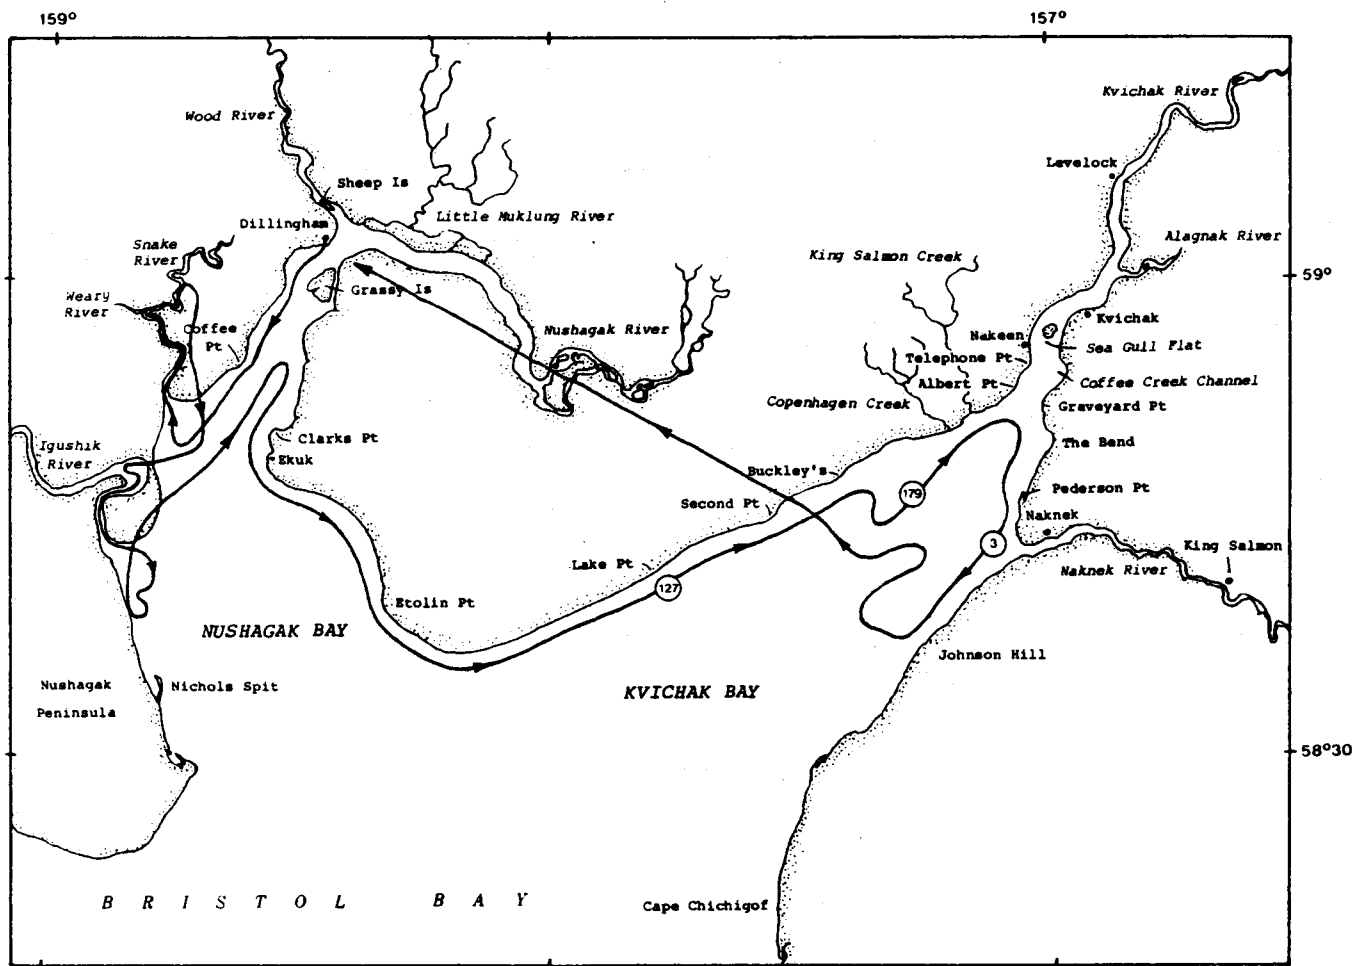 159°
157°
Kvichak River
Wood River
Levelock
Sheep Is
Little Muklung River
Dillingham
Alagnak River
Snake
River
King Salmon Creek
59°
Grassy Is
Weary
River
Kvichak
Coffee
Pt
Nushagak River
Nakeen
Sea Gull Flat
Telephone Pt
Albert Pt
Coffee Creek Channel
Copenhagen Creek
Graveyard Pt
Clarks Pt
The Bend
Igushik
River
Ekuk
Buckley's
Pederson Pt
179
Second Pt
Naknek
3
King Salmon
Lake Pt
Naknek River
127
Etolin Pt
NUSHAGAK BAY
Johnson Hill
Nushagak
Peninsula
Nichols Spit
KVICHAK BAY
58°30
BRISTOL BAY
Cape Chichigof